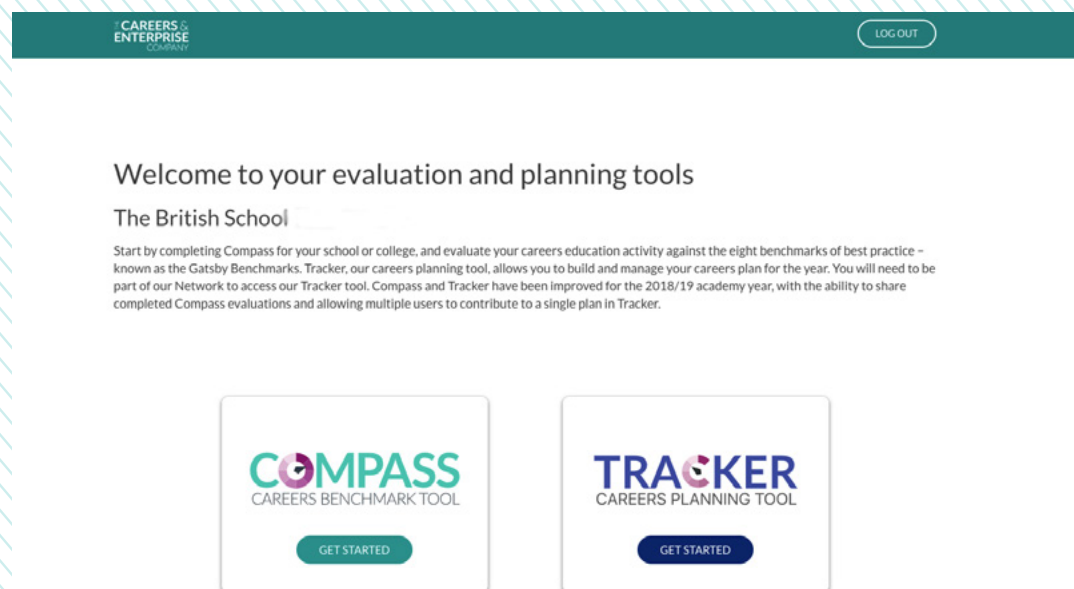 THE CAREERS &
ENTERPRISE
COMPANY
LOG OUT
Welcome to your evaluation and planning tools
The British School
Start by completing Compass for your school or college, and evaluate your careers education activity against the eight benchmarks of best practice –
known as the Gatsby Benchmarks. Tracker, our careers planning tool, allows you to build and manage your careers plan for the year. You will need to be
part of our Network to access our Tracker tool. Compass and Tracker have been improved for the 2018/19 academy year, with the ability to share
completed Compass evaluations and allowing multiple users to contribute to a single plan in Tracker.
COMPASS
CAREERS BENCHMARK TOOL
GET STARTED
TRACKER
CAREERS PLANNING TOOL
GET STARTED